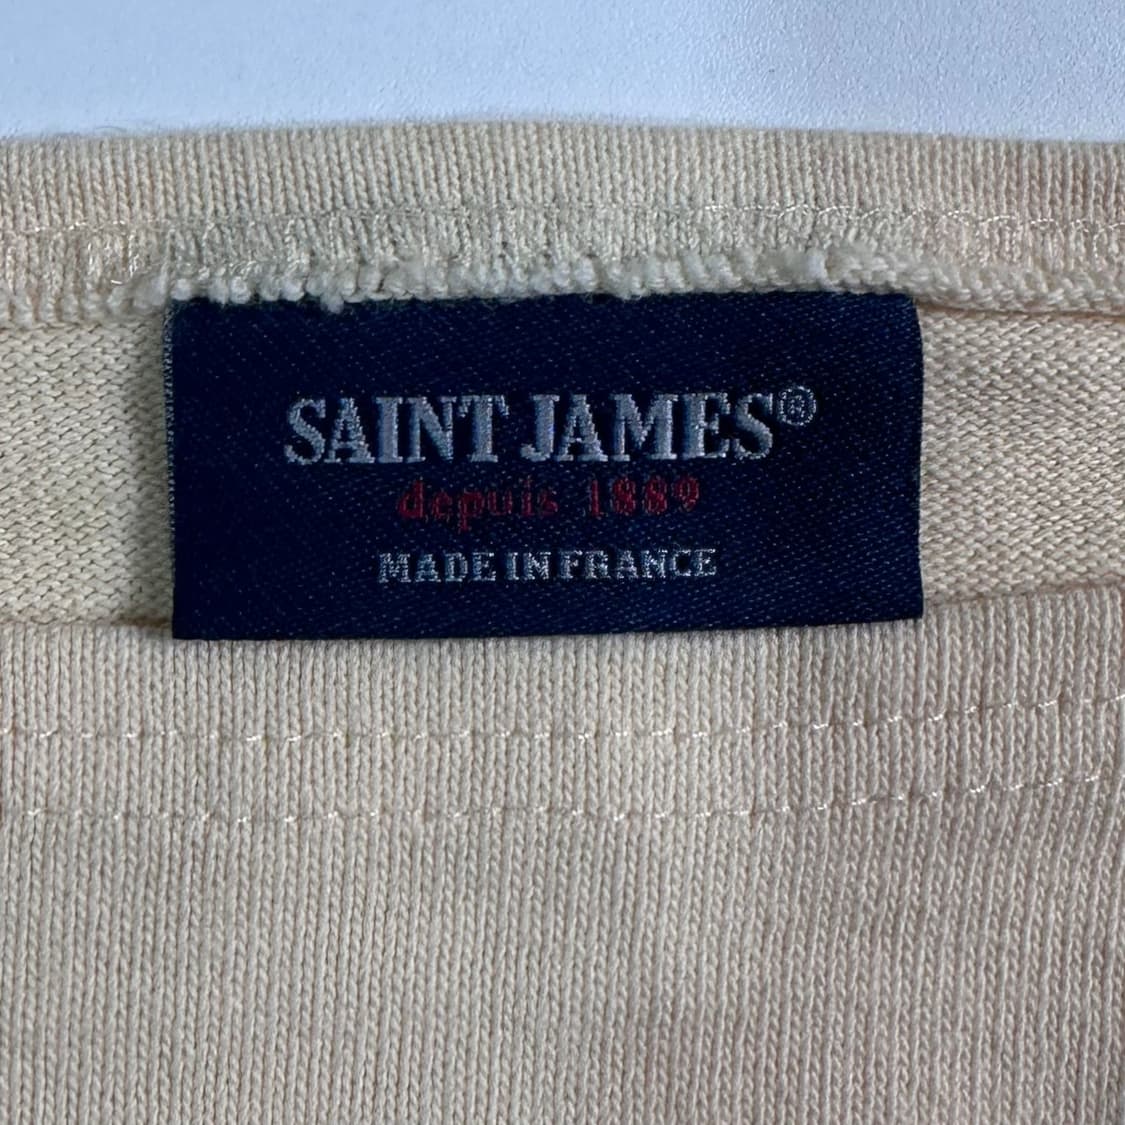 SAINT JAMES®
depuis 1889
MADE IN FRANCE